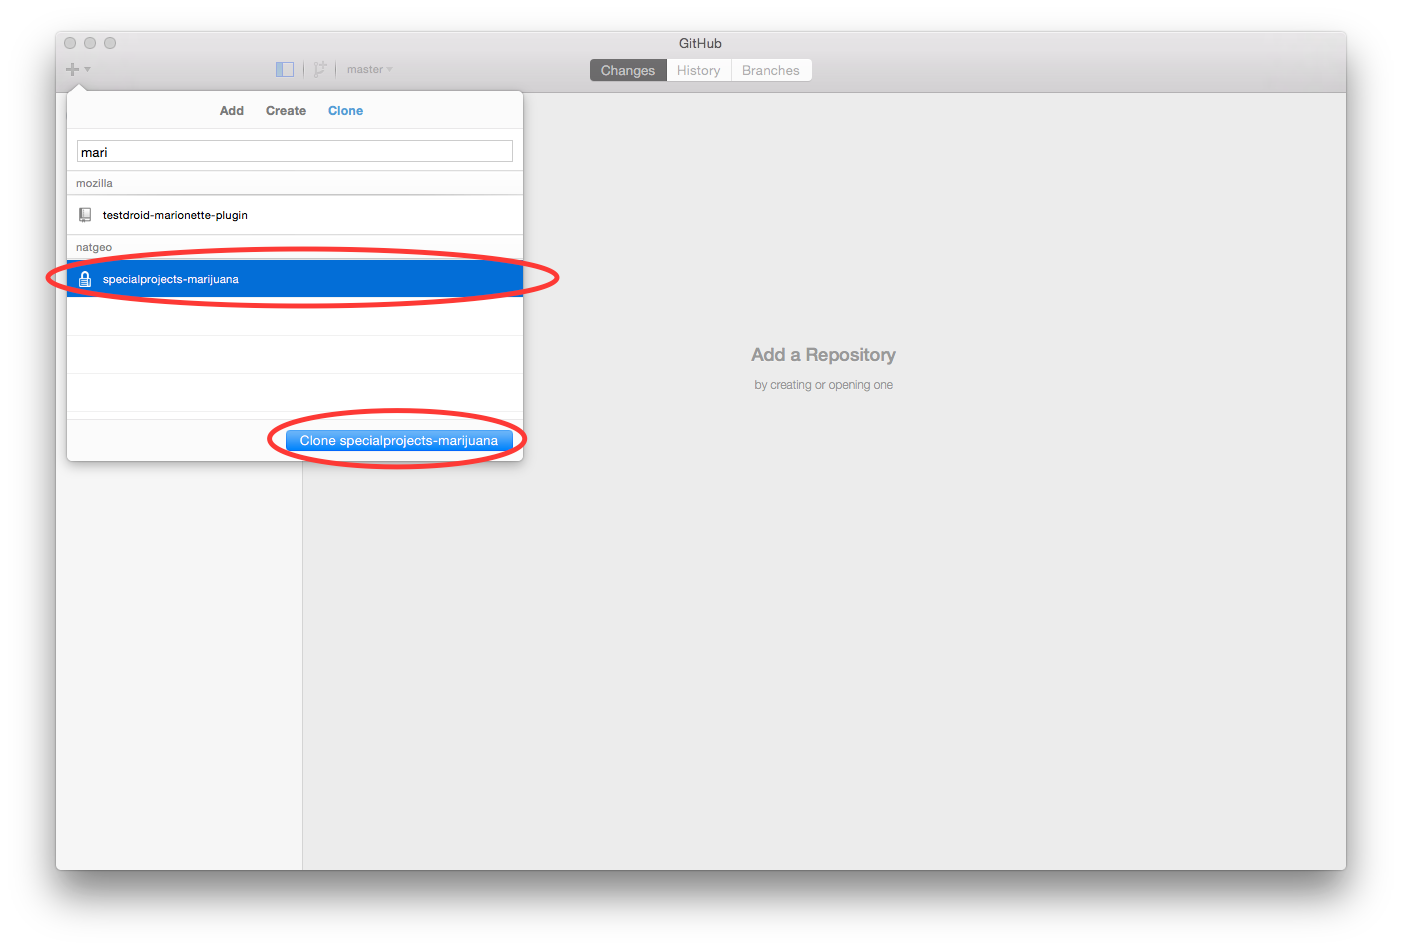 GitHub
master
Changes History Branches
Add Create Clone
mari
mozilla
testdroid-marionette-plugin
natgeo
specialprojects-marijuana
Clone specialprojects-marijuana
Add a Repository
by creating or opening one